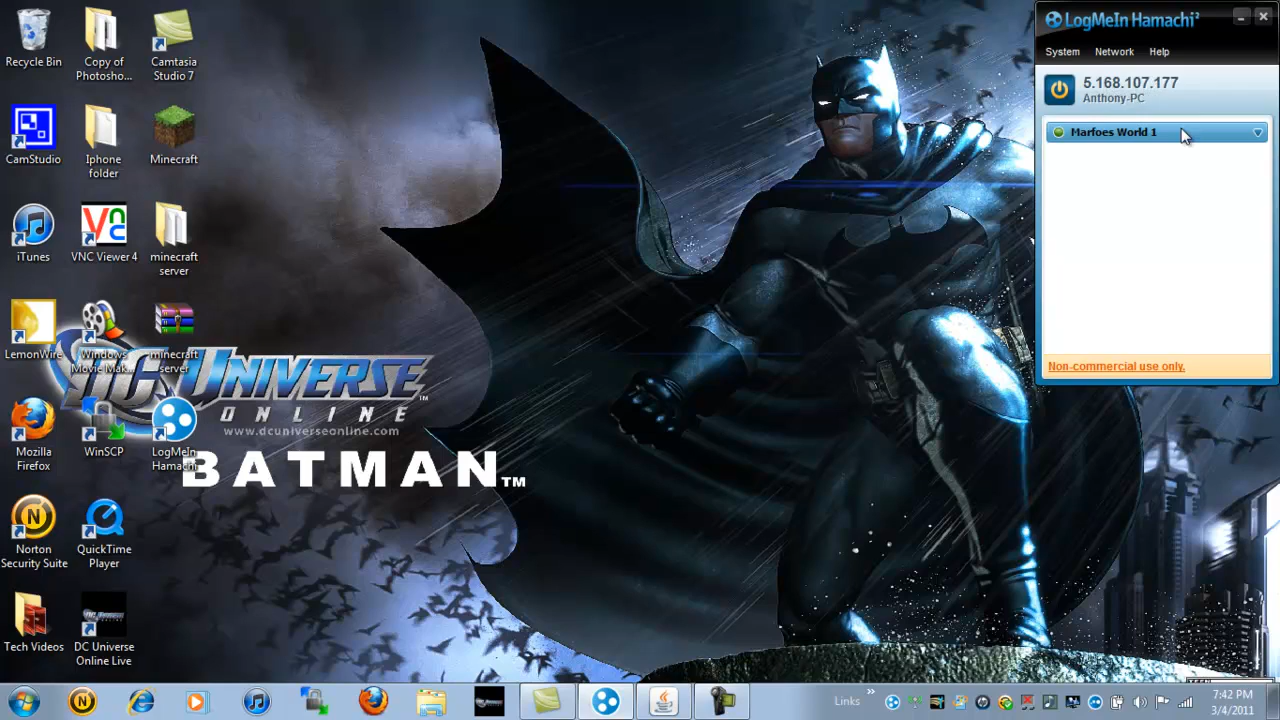 Recycle Bin
Copy of
Photosho...
Camtasia
Studio 7
CamStudio
Iphone
folder
Minecraft
iTunes
VNC Viewer 4
minecraft
server
LemonWire
Windows
Movie Mak...
minecraft
server
Mozilla
Firefox
WinSCP
LogMeIn
Hamachi
Norton
Security Suite
QuickTime
Player
Tech Videos
DC Universe
Online Live
DC UNIVERSE
ONLINE
www.dcuniverseonline.com
BATMAN™
LogMeIn Hamachi²
System Network Help
5.168.107.177
Anthony-PC
Marfoes World 1
Non-commercial use only.
Links
7:42 PM
3/4/2011